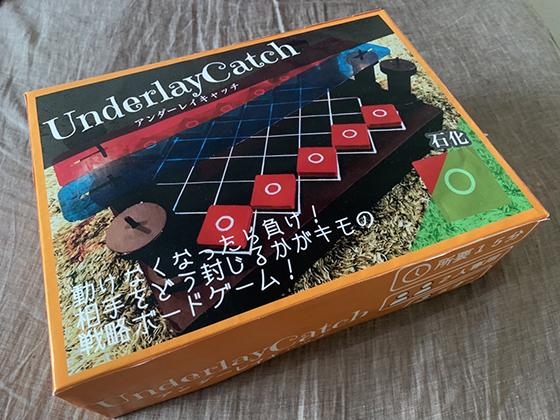 UnderlayCatch
アンダーレイキャッチ
石化
動けなくなったら負け!
相手をどう封じるかがキモの
戦略ボードゲーム!
所要15分
UnderlayCatch